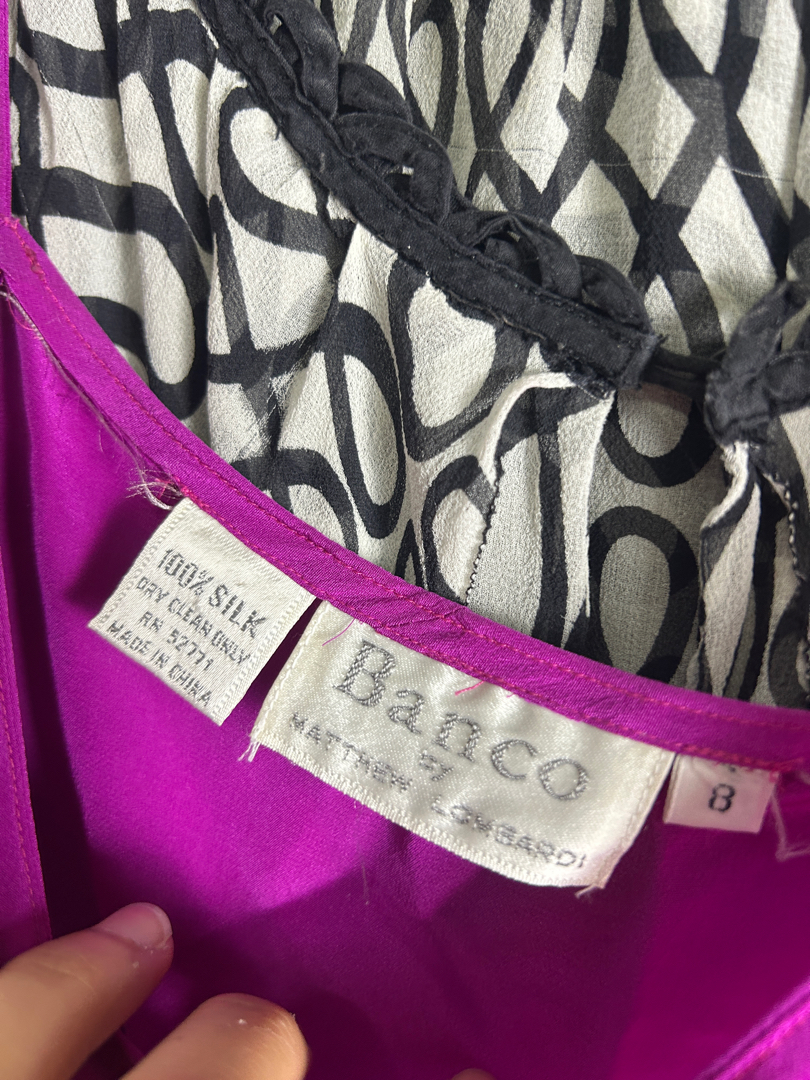 100% SILK
DRY CLEAN ONLY
RN 52771
MADE IN CHINA
Banco
BY
MATTHEW LOMBARDI
8